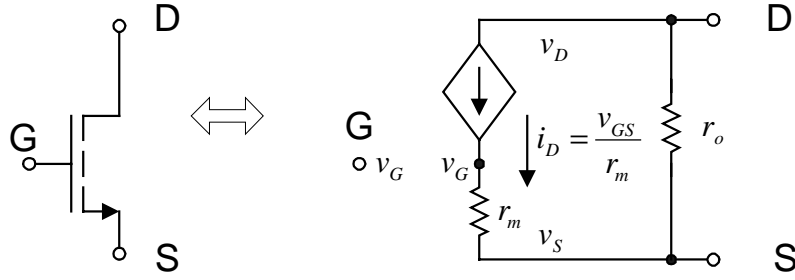 D
G
S
D
v_D
G
v_G
v_G
i_D = v_GS / r_m
r_o
r_m
v_S
S